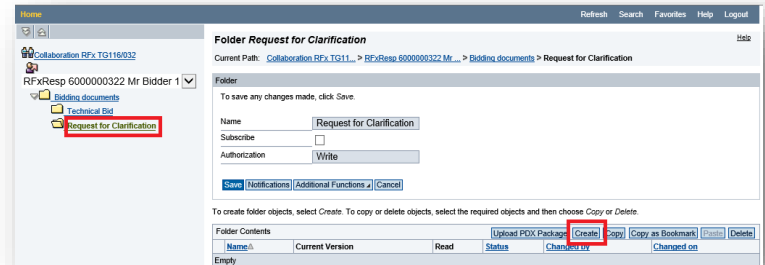 Home Refresh Search Favorites Help Logout
Collaboration RFx TG116/032
RFxResp 6000000322 Mr Bidder 1
Bidding documents
Technical Bid
Request for Clarification
Folder Request for Clarification Help
Current Path: Collaboration RFx TG11... > RFxResp 6000000322 Mr ... > Bidding documents > Request for Clarification
Folder
To save any changes made, click Save.
Name Request for Clarification
Subscribe
Authorization Write
Save Notifications Additional Functions Cancel
To create folder objects, select Create. To copy or delete objects, select the required objects and then choose Copy or Delete.
Folder Contents Upload PDX Package Create Copy Copy as Bookmark Paste Delete
Name Current Version Read Status Changed by Changed on
Empty